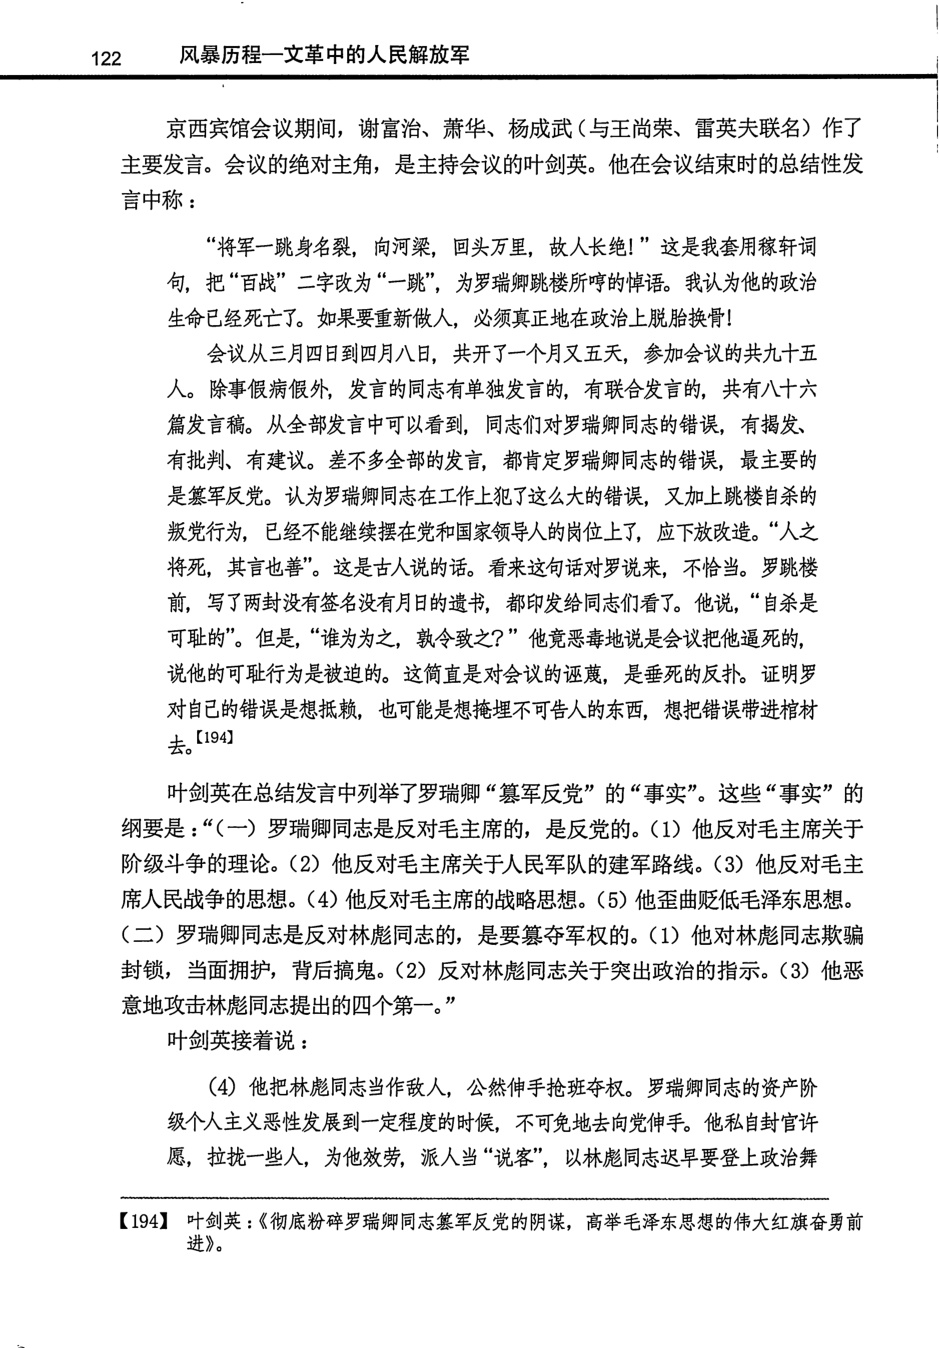 122 风暴历程—文革中的人民解放军
京西宾馆会议期间，谢富治、萧华、杨成武（与王尚荣、雷英夫联名）作了
主要发言。会议的绝对主角，是主持会议的叶剑英。他在会议结束时的总结性发
言中称：
“将军一跳身名裂，向河梁，回头万里，故人长绝！”这是我套用稼轩词
句，把“百战”二字改为“一跳”，为罗瑞卿跳楼所哼的悼语。我认为他的政治
生命已经死亡了。如果要重新做人，必须真正地在政治上脱胎换骨！
会议从三月四日到四月八日，共开了一个月又五天，参加会议的共九十五
人。除事假病假外，发言的同志有单独发言的，有联合发言的，共有八十六
篇发言稿。从全部发言中可以看到，同志们对罗瑞卿同志的错误，有揭发、
有批判、有建议。差不多全部的发言，都肯定罗瑞卿同志的错误，最主要的
是篡军反党。认为罗瑞卿同志在工作上犯了这么大的错误，又加上跳楼自杀的
叛党行为，已经不能继续摆在党和国家领导人的岗位上了，应下放改造。“人之
将死，其言也善”。这是古人说的话。看来这句话对罗说来，不恰当。罗跳楼
前，写了两封没有签名没有月日的遗书，都印发给同志们看了。他说，“自杀是
可耻的”。但是，“谁为为之，孰令致之？”他竟恶毒地说是会议把他逼死的，
说他的可耻行为是被迫的。这简直是对会议的诬蔑，是垂死的反扑。证明罗
对自己的错误是想抵赖，也可能是想掩埋不可告人的东西，想把错误带进棺材
去。【194】
叶剑英在总结发言中列举了罗瑞卿“篡军反党”的“事实”。这些“事实”的
纲要是：“（一）罗瑞卿同志是反对毛主席的，是反党的。（1）他反对毛主席关于
阶级斗争的理论。（2）他反对毛主席关于人民军队的建军路线。（3）他反对毛主
席人民战争的思想。（4）他反对毛主席的战略思想。（5）他歪曲贬低毛泽东思想。
（二）罗瑞卿同志是反对林彪同志的，是要篡夺军权的。（1）他对林彪同志欺骗
封锁，当面拥护，背后搞鬼。（2）反对林彪同志关于突出政治的指示。（3）他恶
意地攻击林彪同志提出的四个第一。”
叶剑英接着说：
（4）他把林彪同志当作敌人，公然伸手抢班夺权。罗瑞卿同志的资产阶
级个人主义恶性发展到一定程度的时候，不可免地去向党伸手。他私自封官许
愿，拉拢一些人，为他效劳，派人当“说客”，以林彪同志迟早要登上政治舞
【194】 叶剑英：《彻底粉碎罗瑞卿同志篡军反党的阴谋，高举毛泽东思想的伟大红旗奋勇前
进》。